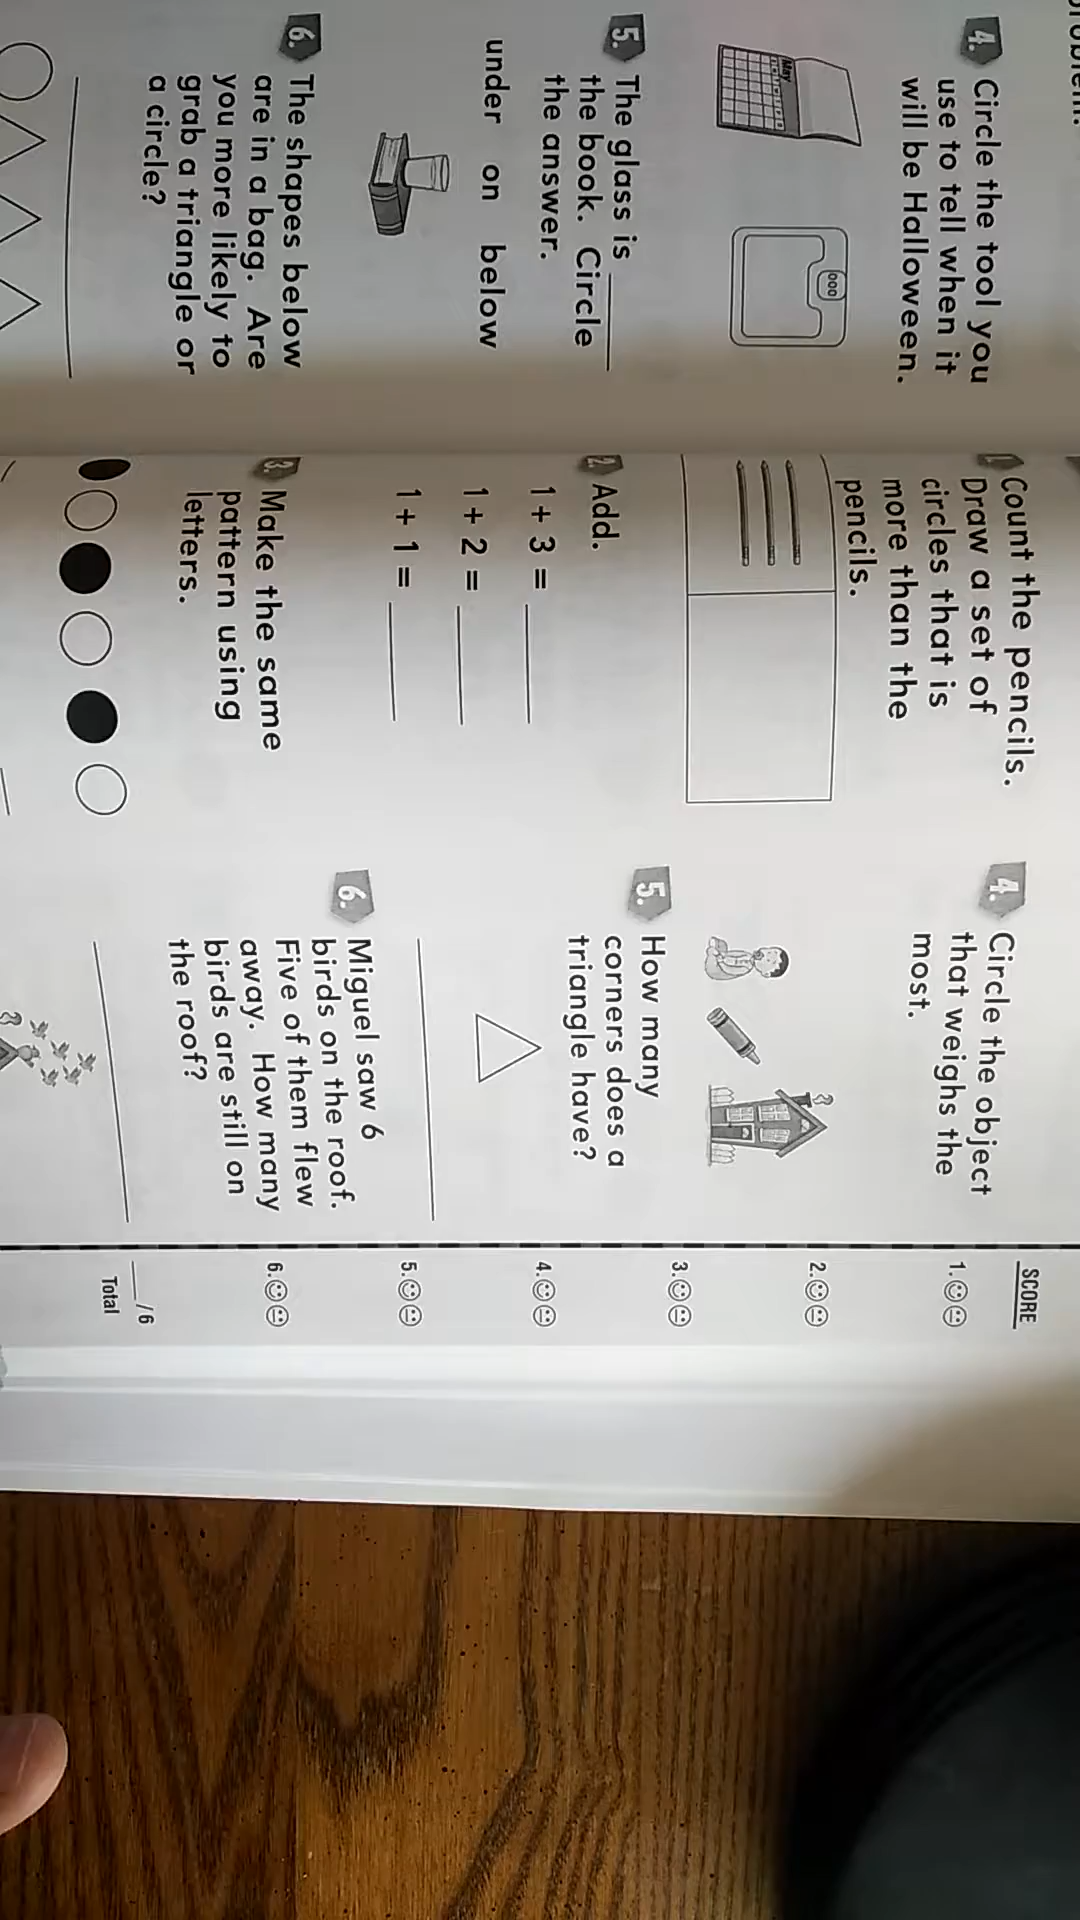 4. Circle the tool you
use to tell when it
will be Halloween.
May
000
5. The glass is ____
the book. Circle
the answer.
under on below
6. The shapes below
are in a bag. Are
you more likely to
grab a triangle or
a circle?
1. Count the pencils.
Draw a set of
circles that is
more than the
pencils.
2. Add.
1 + 3 = ____
1 + 2 = ____
1 + 1 = ____
3. Make the same
pattern using
letters.
4. Circle the object
that weighs the
most.
5. How many
corners does a
triangle have?
6. Miguel saw 6
birds on the roof.
Five of them flew
away. How many
birds are still on
the roof?
SCORE
1.
2.
3.
4.
5.
6.
___/6
Total